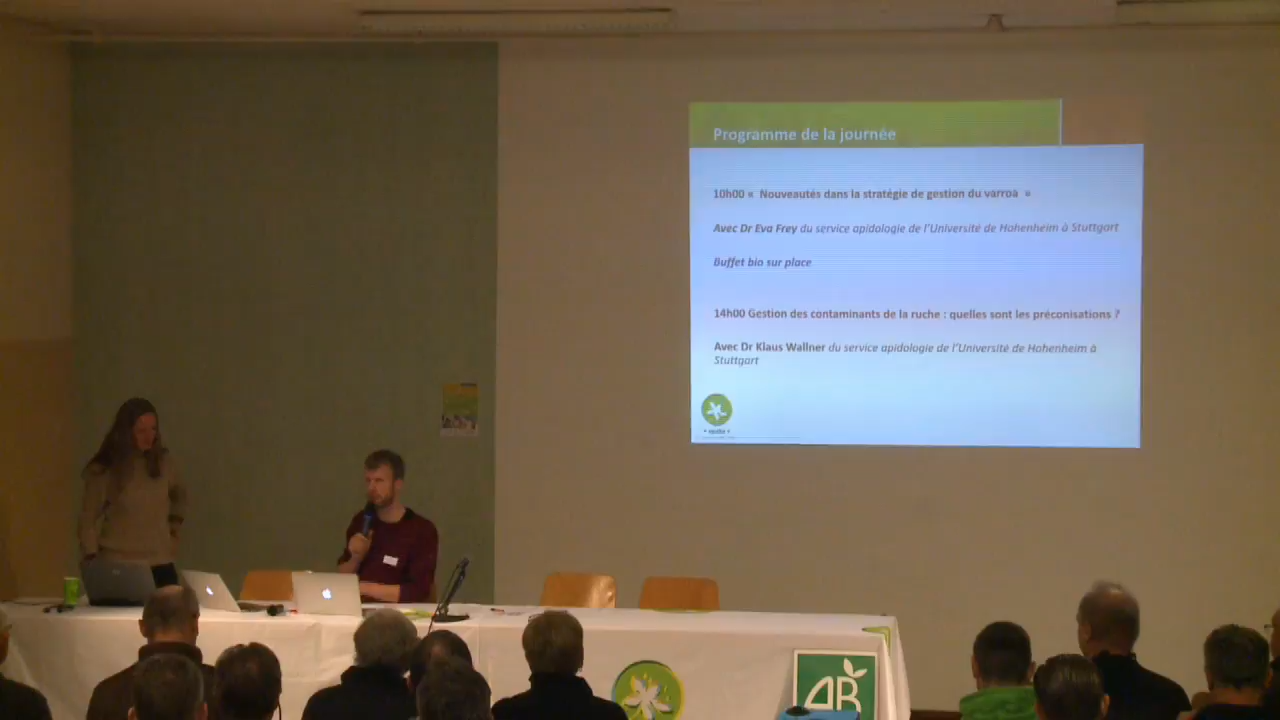 Programme de la journée
10h00 « Nouveautés dans la stratégie de gestion du varroa »
Avec Dr Eva Frey du service apidologie de l'Université de Hohenheim à Stuttgart
Buffet bio sur place
14h00 Gestion des contaminants de la ruche : quelles sont les préconisations ?
Avec Dr Klaus Wallner du service apidologie de l'Université de Hohenheim à
Stuttgart
AB